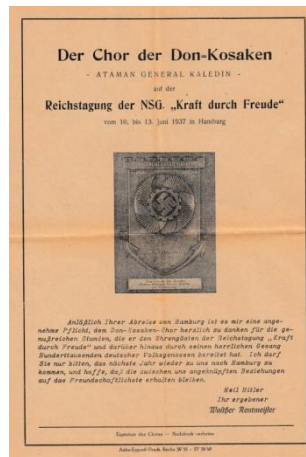 Der Chor der Don-Kosaken
- ATAMAN GENERAL KALEDIN -
auf der
Reichstagung der NSG. „Kraft durch Freude“
vom 10. bis 13. Juni 1937 in Hamburg
Anläßlich Ihrer Abreise von Hamburg ist es mir eine ange-
nehme Pflicht, dem Don-Kosaken-Chor herzlich zu danken für die ge-
nußreichen Stunden, die er den Ehrengästen der Reichstagung „Kraft
durch Freude“ und darüber hinaus durch seinen herrlichen Gesang
Hunderttausenden deutscher Volksgenossen bereitet hat. Ich darf
Sie nur bitten, das nächste Jahr wieder zu uns nach Hamburg zu
kommen, und hoffe, daß die zwischen uns angeknüpften Beziehungen
auf das Freundschaftlichste erhalten bleiben.
Heil Hitler
Ihr ergebener
Walther Rentmeister
Eigentum des Chores — Nachdruck verboten